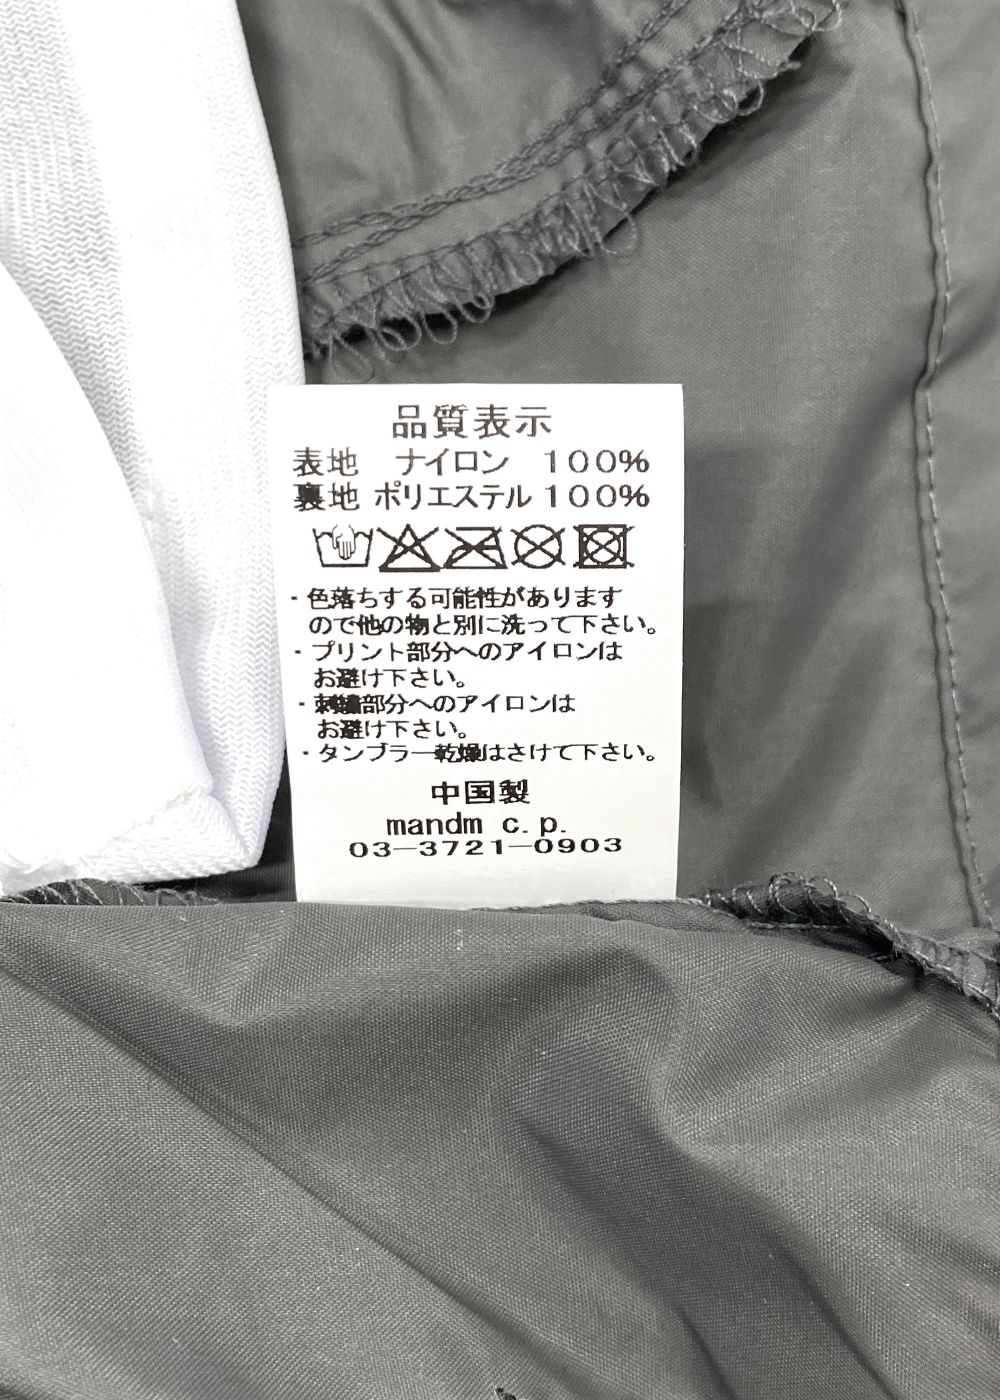 品質表示
表地 ナイロン 100%
裏地 ポリエステル 100%
・色落ちする可能性があります
ので他の物と別に洗って下さい。
・プリント部分へのアイロンは
お避け下さい。
・刺繍部分へのアイロンは
お避け下さい。
・タンブラー乾燥はさけて下さい。
中国製
mandm c.p.
03-3721-0903